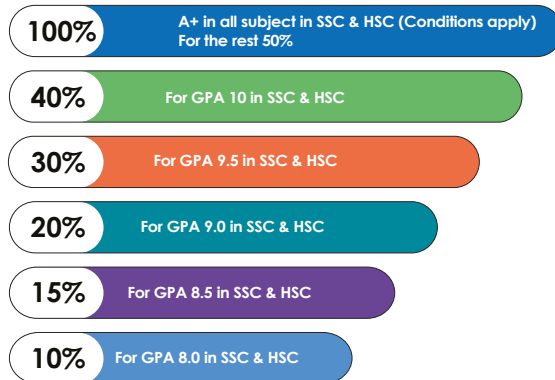 100%
A+ in all subject in SSC & HSC (Conditions apply)
For the rest 50%
40%
For GPA 10 in SSC & HSC
30%
For GPA 9.5 in SSC & HSC
20%
For GPA 9.0 in SSC & HSC
15%
For GPA 8.5 in SSC & HSC
10%
For GPA 8.0 in SSC & HSC